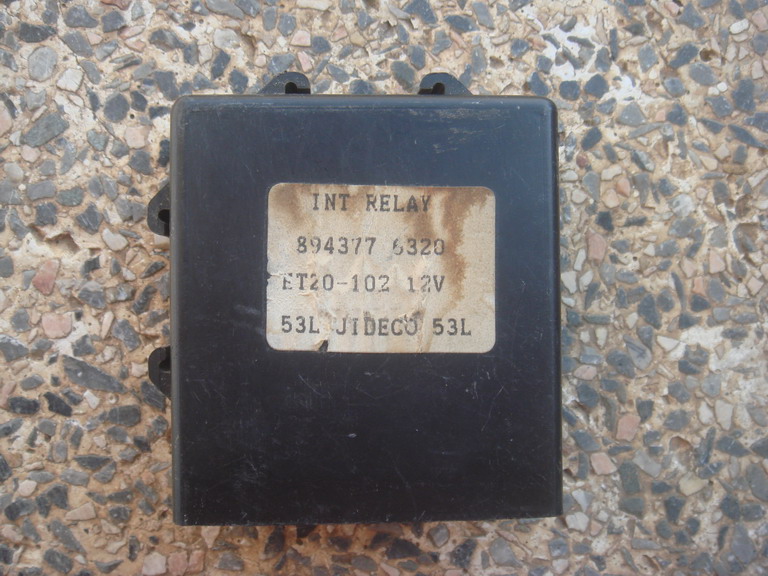 INT RELAY
894377 6320
ET20-102 12V
53L JIDECO 53L